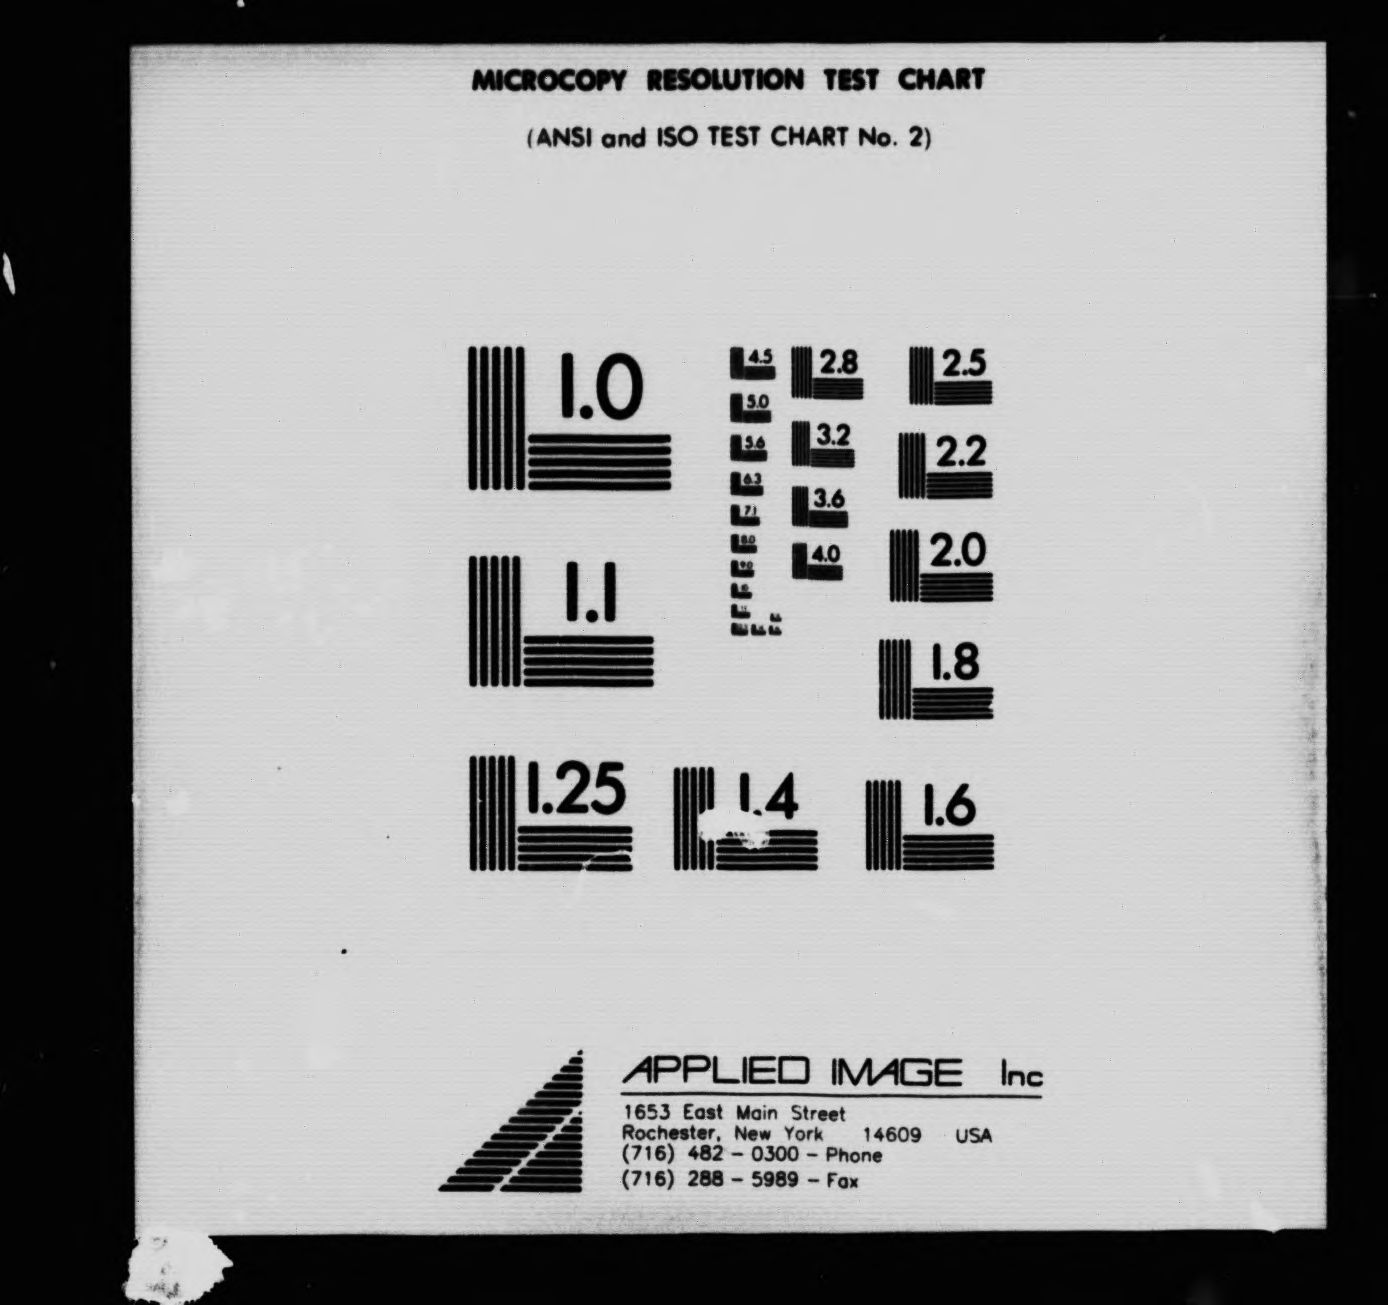 MICROCOPY RESOLUTION TEST CHART
(ANSI and ISO TEST CHART No. 2)
1.0
1.1
1.25
1.4
1.6
1.8
2.0
2.2
2.5
2.8
3.2
3.6
4.0
4.5
5.0
5.6
6.3
7.1
8.0
9.0
APPLIED IMAGE Inc
1653 East Main Street
Rochester, New York 14609 USA
(716) 482 - 0300 - Phone
(716) 288 - 5989 - Fax